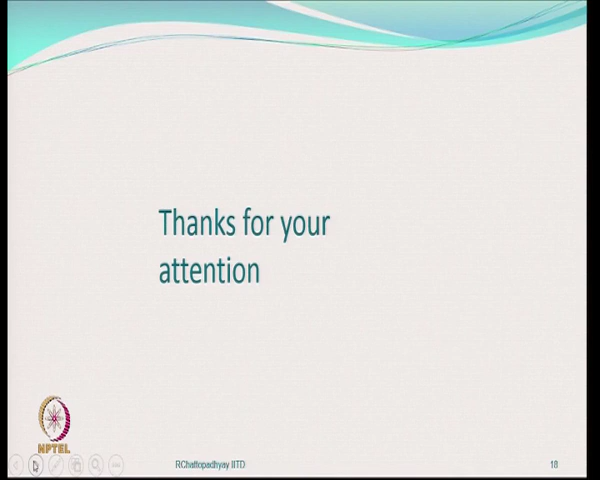 Thanks for your
attention
NPTEL
RChattopadhyay IITD
18